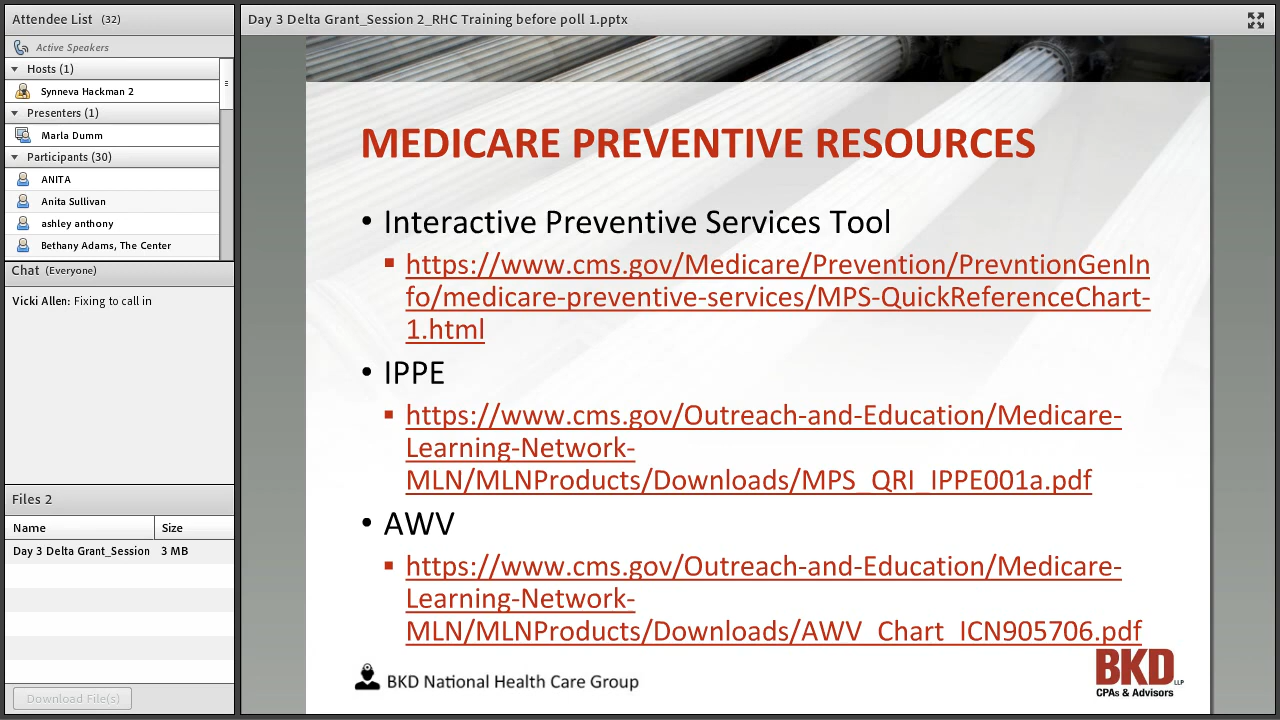 Attendee List (32)
Active Speakers
Hosts (1)
Synneva Hackman 2
Presenters (1)
Marla Dumm
Participants (30)
ANITA
Anita Sullivan
ashley anthony
Bethany Adams, The Center
Chat (Everyone)
Vicki Allen: Fixing to call in
Files 2
Name Size
Day 3 Delta Grant_Session 3 MB
Download File(s)
Day 3 Delta Grant_Session 2_RHC Training before poll 1.pptx
MEDICARE PREVENTIVE RESOURCES
• Interactive Preventive Services Tool
▪ https://www.cms.gov/Medicare/Prevention/PrevntionGenIn
fo/medicare-preventive-services/MPS-QuickReferenceChart-
1.html
• IPPE
▪ https://www.cms.gov/Outreach-and-Education/Medicare-
Learning-Network-
MLN/MLNProducts/Downloads/MPS_QRI_IPPE001a.pdf
• AWV
▪ https://www.cms.gov/Outreach-and-Education/Medicare-
Learning-Network-
MLN/MLNProducts/Downloads/AWV_Chart_ICN905706.pdf
BKD National Health Care Group
BKD LLP
CPAs & Advisors